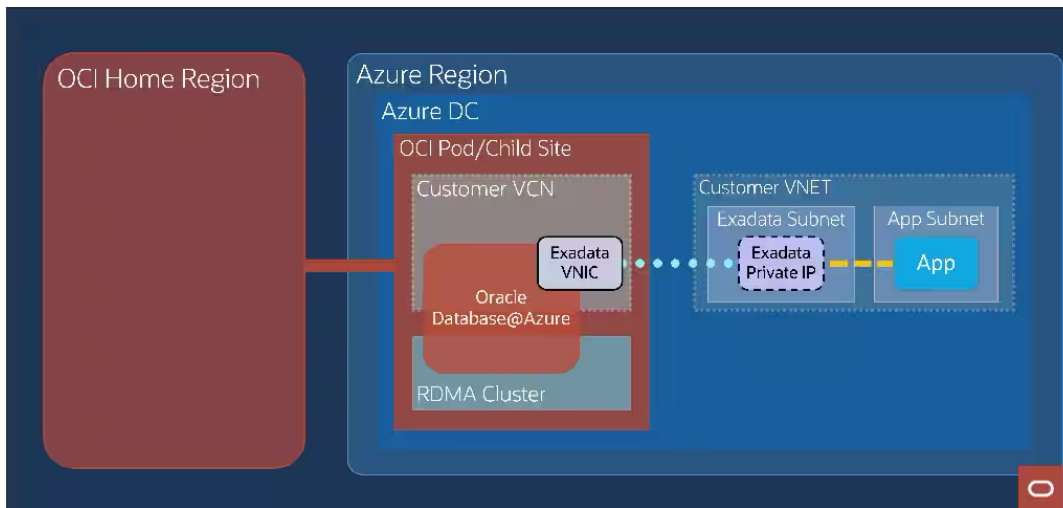 OCI Home Region
Azure Region
Azure DC
OCI Pod/Child Site
Customer VCN
Exadata
VNIC
Oracle
Database@Azure
RDMA Cluster
Customer VNET
Exadata Subnet
Exadata
Private IP
App Subnet
App